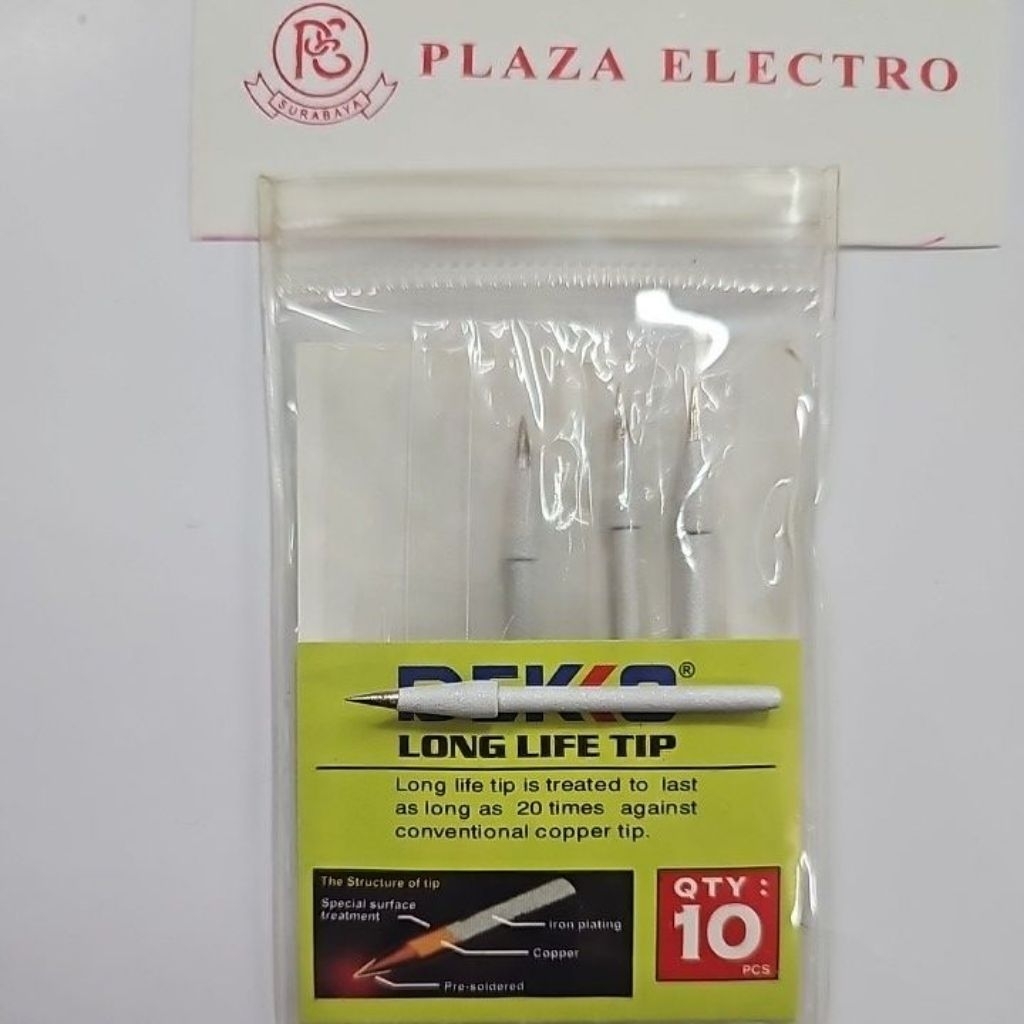 PSE
SURABAYA
PLAZA ELECTRO
DEKKO®
LONG LIFE TIP
Long life tip is treated to last
as long as 20 times against
conventional copper tip.
The Structure of tip
Special surface
treatment
iron plating
Copper
Pre-soldered
QTY :
10
PCS